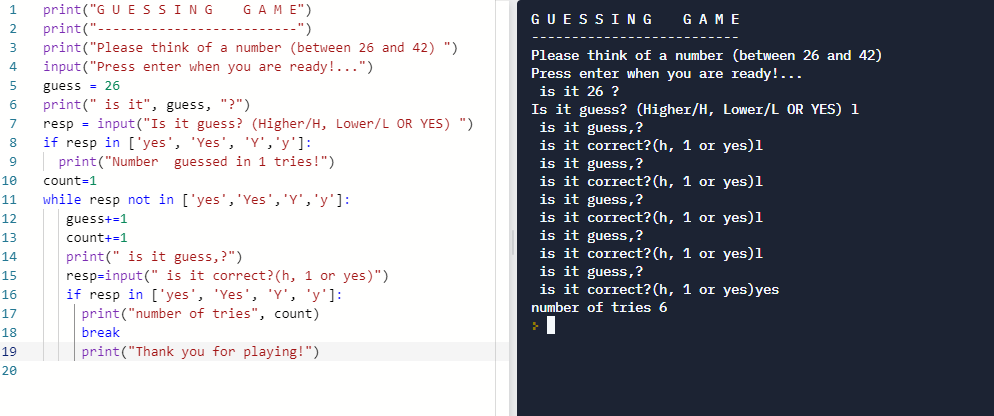 1 print("G U E S S I N G    G A M E")
2 print("--------------------------")
3 print("Please think of a number (between 26 and 42) ")
4 input("Press enter when you are ready!...")
5 guess = 26
6 print(" is it", guess, "?")
7 resp = input("Is it guess? (Higher/H, Lower/L OR YES) ")
8 if resp in ['yes', 'Yes', 'Y','y']:
9   print("Number  guessed in 1 tries!")
10 count=1
11 while resp not in ['yes','Yes','Y','y']:
12    guess+=1
13    count+=1
14    print(" is it guess,?")
15    resp=input(" is it correct?(h, 1 or yes)")
16    if resp in ['yes', 'Yes', 'Y', 'y']:
17      print("number of tries", count)
18      break
19      print("Thank you for playing!")
20
G U E S S I N G    G A M E
--------------------------
Please think of a number (between 26 and 42)
Press enter when you are ready!...
 is it 26 ?
Is it guess? (Higher/H, Lower/L OR YES) l
 is it guess,?
 is it correct?(h, 1 or yes)l
 is it guess,?
 is it correct?(h, 1 or yes)l
 is it guess,?
 is it correct?(h, 1 or yes)l
 is it guess,?
 is it correct?(h, 1 or yes)l
 is it guess,?
 is it correct?(h, 1 or yes)yes
number of tries 6